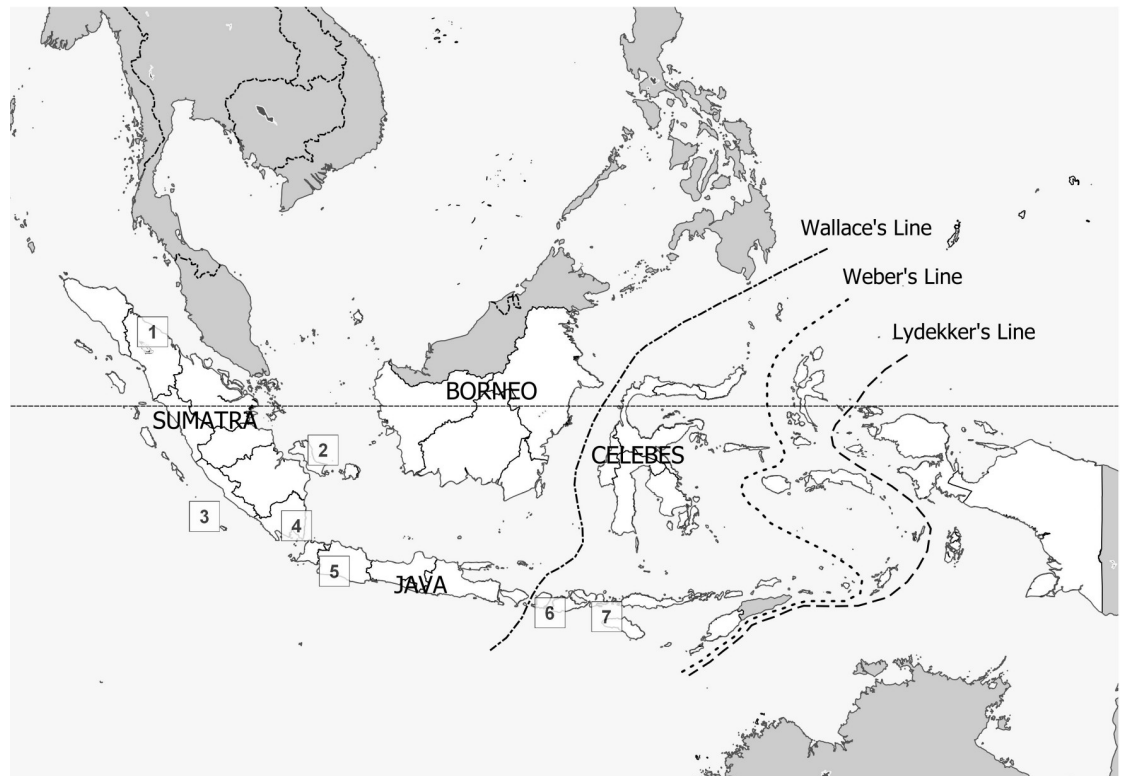 Wallace's Line
Weber's Line
Lydekker's Line
1
BORNEO
SUMATRA
2
CELEBES
3
4
5
JAVA
6
7